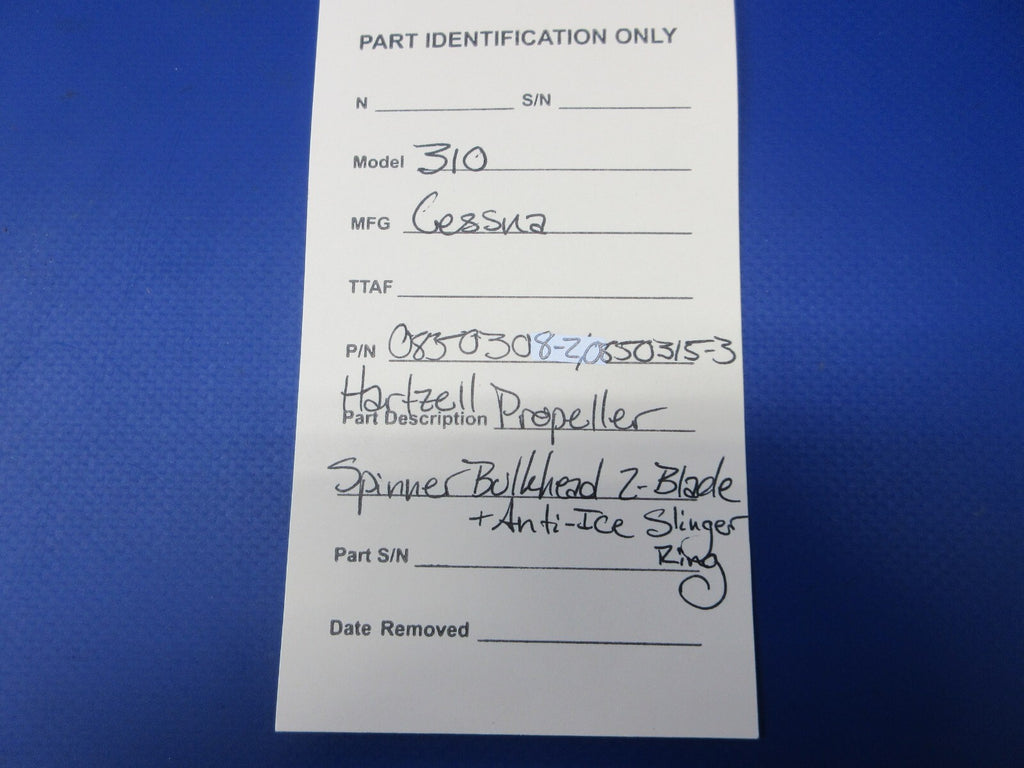 PART IDENTIFICATION ONLY
N S/N
Model 310
MFG Cessna
TTAF
P/N 0850308-2, 0850315-3
Hartzell
Part Description Propeller
Spinner Bulkhead 2-Blade
+Anti-Ice Slinger
Ring
Part S/N
Date Removed